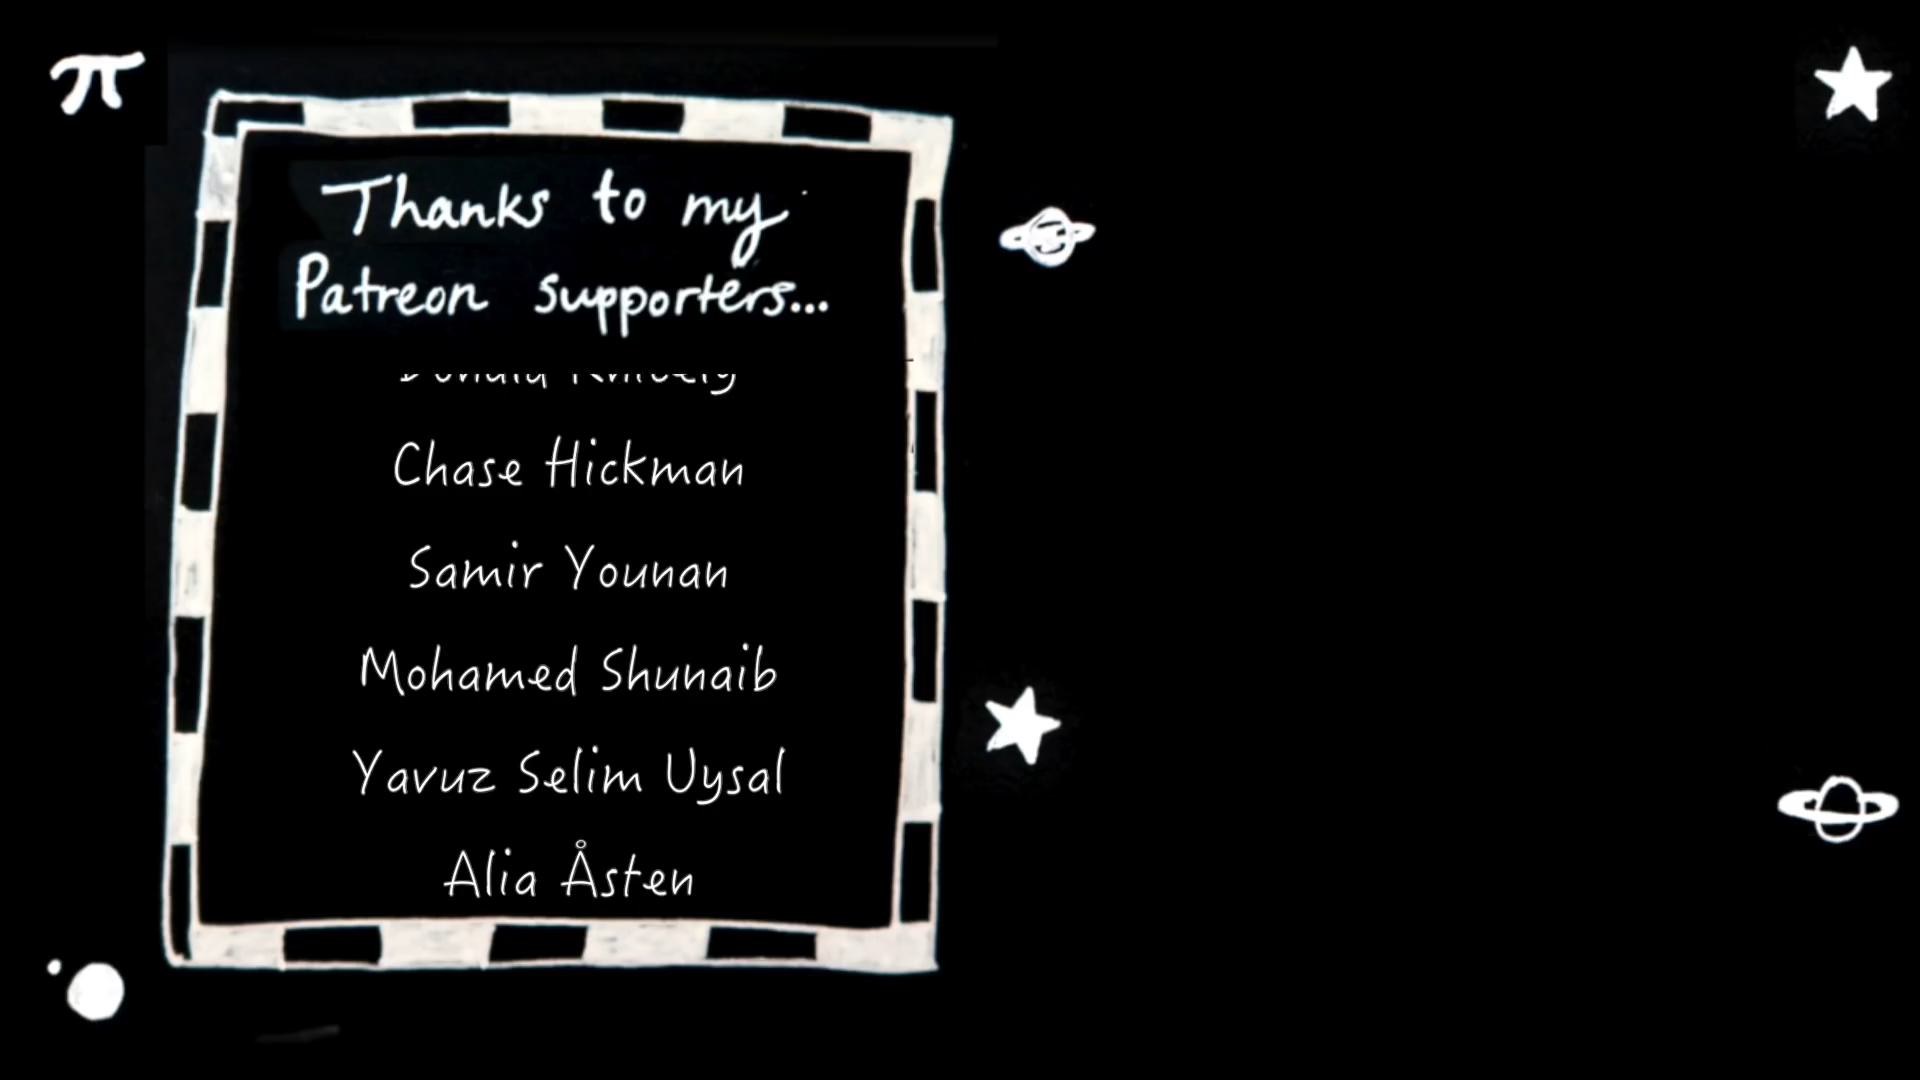 π
Thanks to my
Patreon supporters...
Chase Hickman
Samir Younan
Mohamed Shunaib
Yavuz Selim Uysal
Alia Åsten